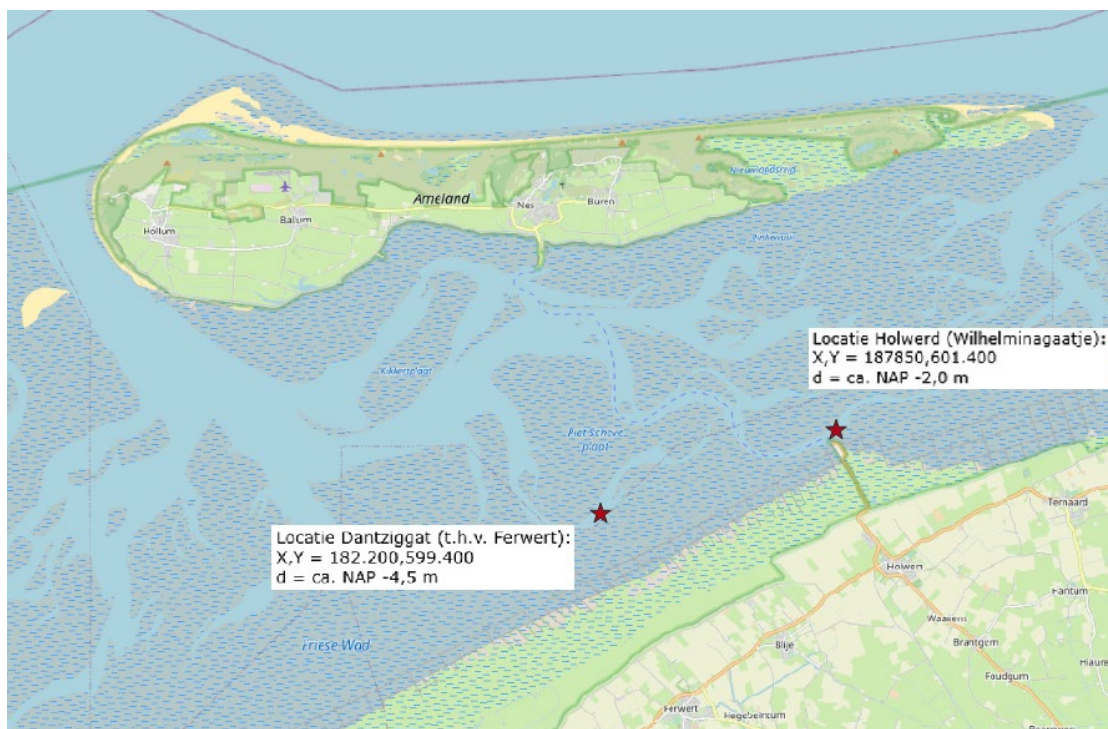 Ameland
Nieuwlandsreid
Nes
Buren
Ballum
Hollum
Locatie Holwerd (Wilhelminagaatje):
X,Y = 187850,601.400
d = ca. NAP -2,0 m
Kikkertplaat
Piet Scheve
plaat
Locatie Dantziggat (t.h.v. Ferwert):
X,Y = 182.200,599.400
d = ca. NAP -4,5 m
Ternaard
Holwerd
Fantum
Waaxens
Friese Wad
Blije
Brantgum
Hiaure
Foudgum
Ferwert
Hegebeintum